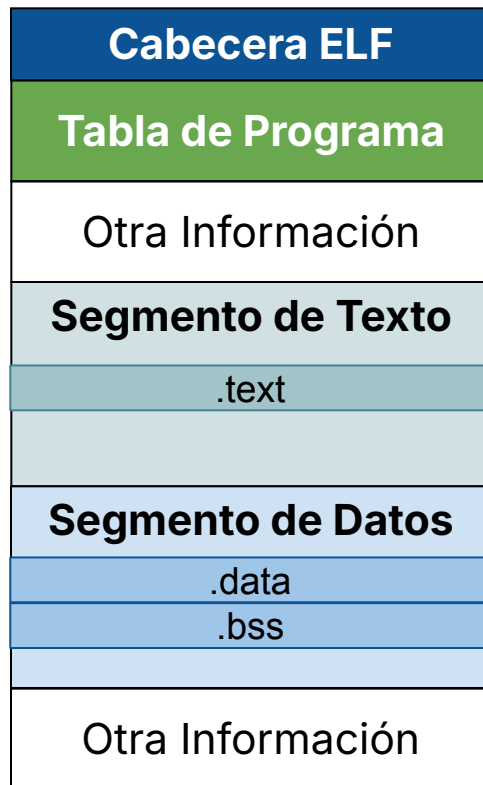 Cabecera ELF
Tabla de Programa
Otra Información
Segmento de Texto
.text
Segmento de Datos
.data
.bss
Otra Información